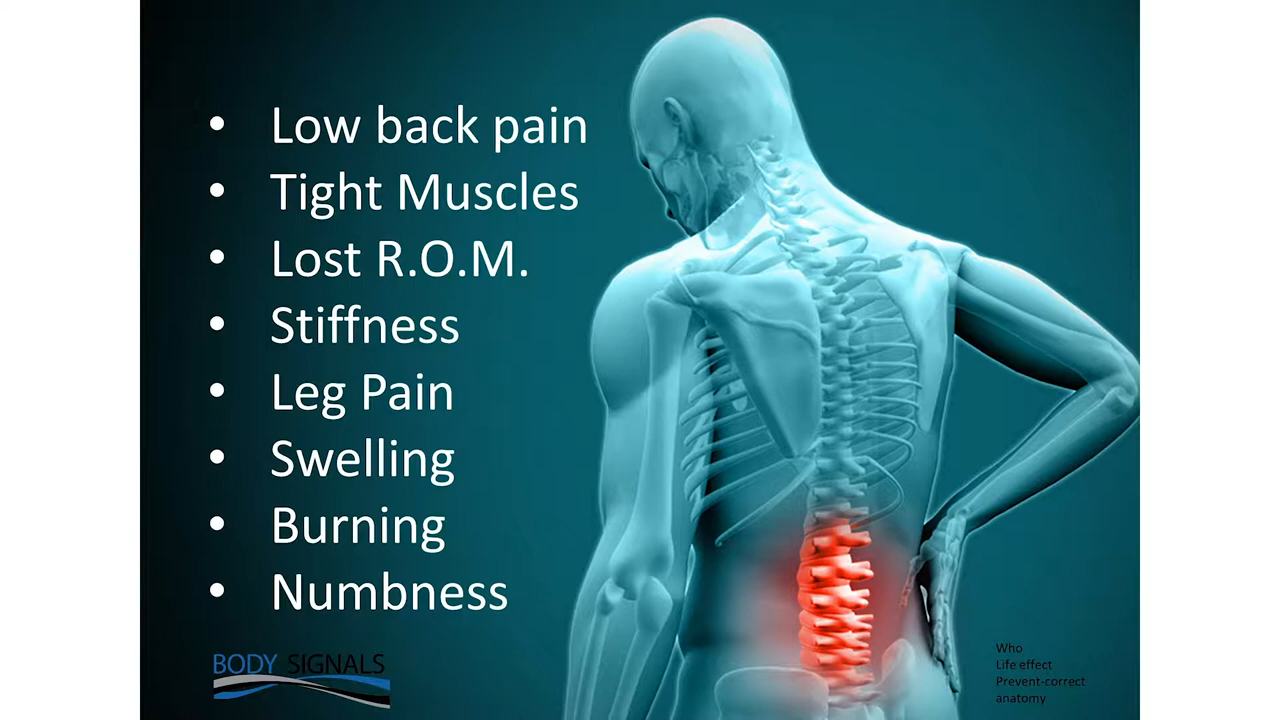 • Low back pain
• Tight Muscles
• Lost R.O.M.
• Stiffness
• Leg Pain
• Swelling
• Burning
• Numbness
BODY SIGNALS
Who
Life effect
Prevent-correct
anatomy